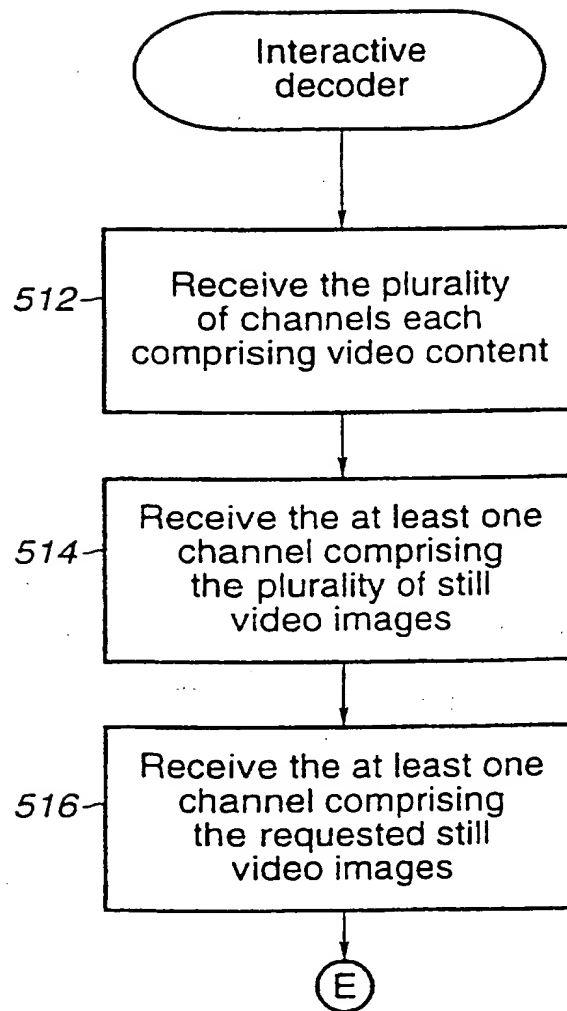 Interactive
decoder
512
Receive the plurality
of channels each
comprising video content
514
Receive the at least one
channel comprising
the plurality of still
video images
516
Receive the at least one
channel comprising
the requested still
video images
E